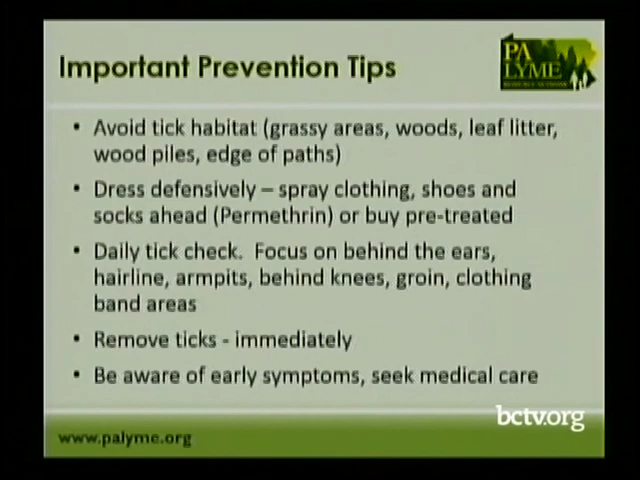 Important Prevention Tips
PA
LYME
RESOURCE NETWORK
• Avoid tick habitat (grassy areas, woods, leaf litter,
wood piles, edge of paths)
• Dress defensively – spray clothing, shoes and
socks ahead (Permethrin) or buy pre-treated
• Daily tick check.  Focus on behind the ears,
hairline, armpits, behind knees, groin, clothing
band areas
• Remove ticks - immediately
• Be aware of early symptoms, seek medical care
bctv.org
www.palyme.org